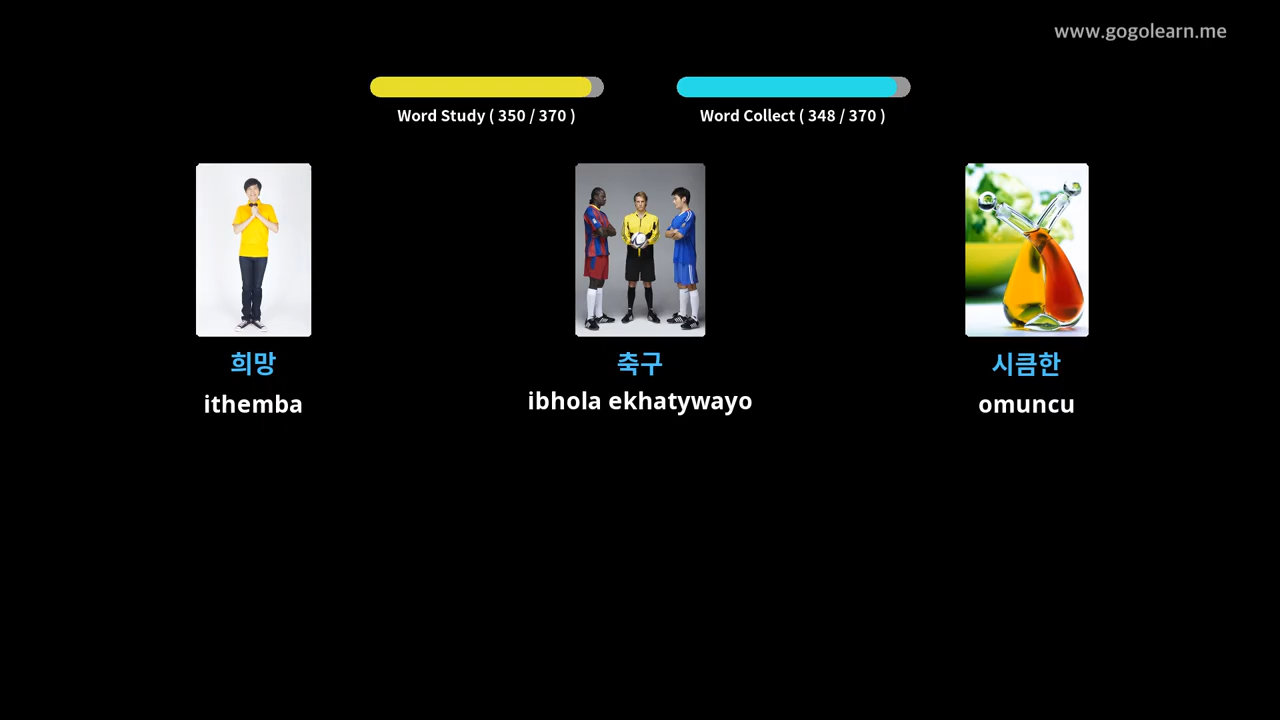 www.gogolearn.me
Word Study ( 350 / 370 )
Word Collect ( 348 / 370 )
희망
축구
시큼한
ithemba
ibhola ekhatywayo
omuncu